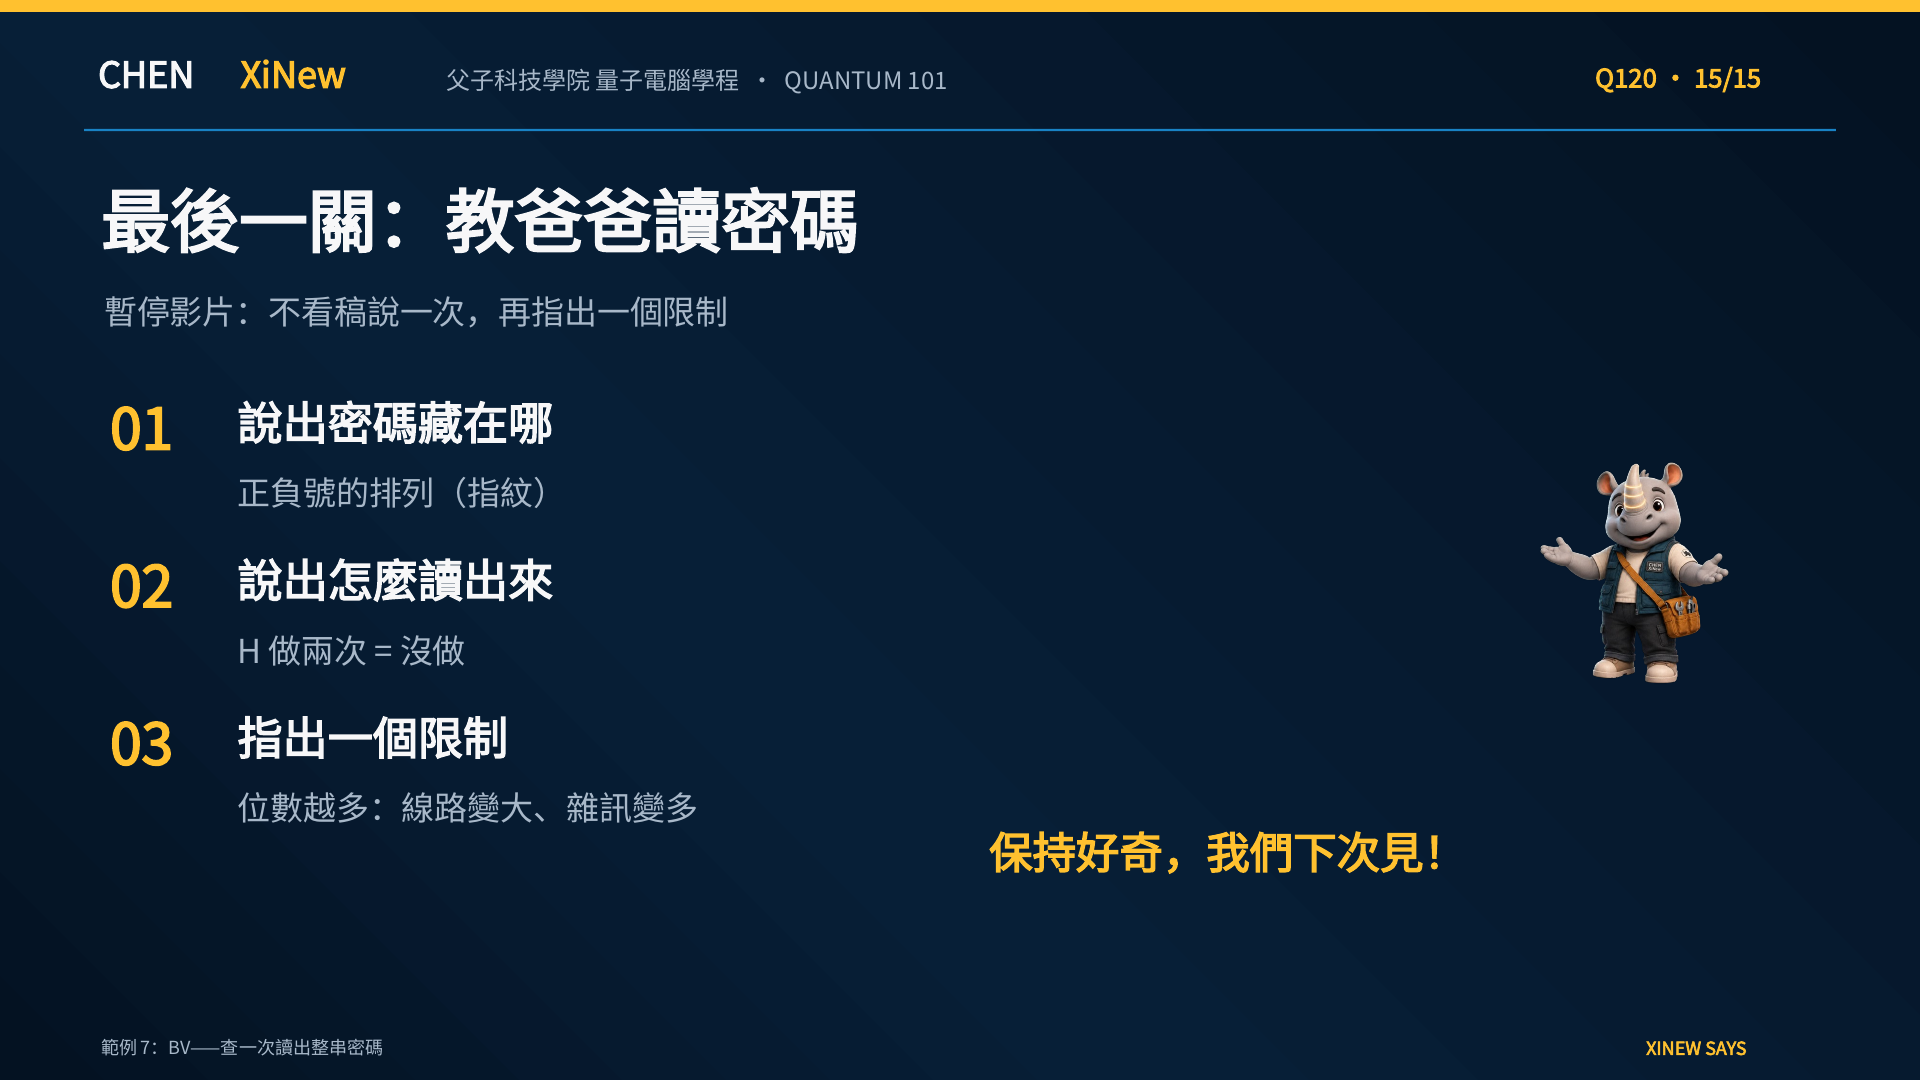 CHEN XiNew 父子科技學院 量子電腦學程 · QUANTUM 101 Q120 · 15/15
最後一關：教爸爸讀密碼
暫停影片：不看稿說一次，再指出一個限制
01 說出密碼藏在哪
正負號的排列（指紋）
02 說出怎麼讀出來
H 做兩次 = 沒做
03 指出一個限制
位數越多：線路變大、雜訊變多
CHEN XiNew
保持好奇，我們下次見！
範例 7：BV——查一次讀出整串密碼 XINEW SAYS